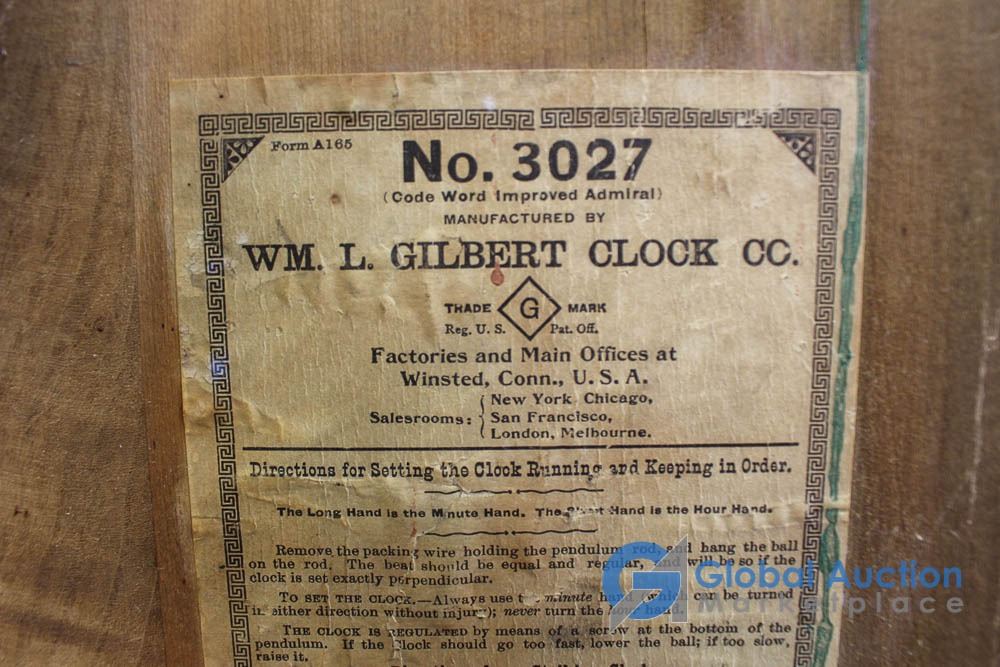 Form A165
No. 3027
(Code Word Improved Admiral)
MANUFACTURED BY
WM. L. GILBERT CLOCK CC.
TRADE G MARK
Reg. U. S. Pat. Off.
Factories and Main Offices at
Winsted, Conn., U. S. A.
New York Chicago,
Salesrooms: San Francisco,
London, Melbourne.
Directions for Setting the Clock Running and Keeping in Order.
The Long Hand is the Minute Hand. The Short Hand is the Hour Hand.
Remove the packing wire holding the pendulum rod, and hang the ball
on the rod. The beat should be equal and regular, and will be so if the
clock is set exactly perpendicular.
TO SET THE CLOCK.—Always use the minute hand (which can be turned
in either direction without injury); never turn the hour hand.
THE CLOCK IS REGULATED by means of a screw at the bottom of the
pendulum. If the clock should go too fast, lower the ball; if too slow,
raise it.
Global Auction
Marketplace